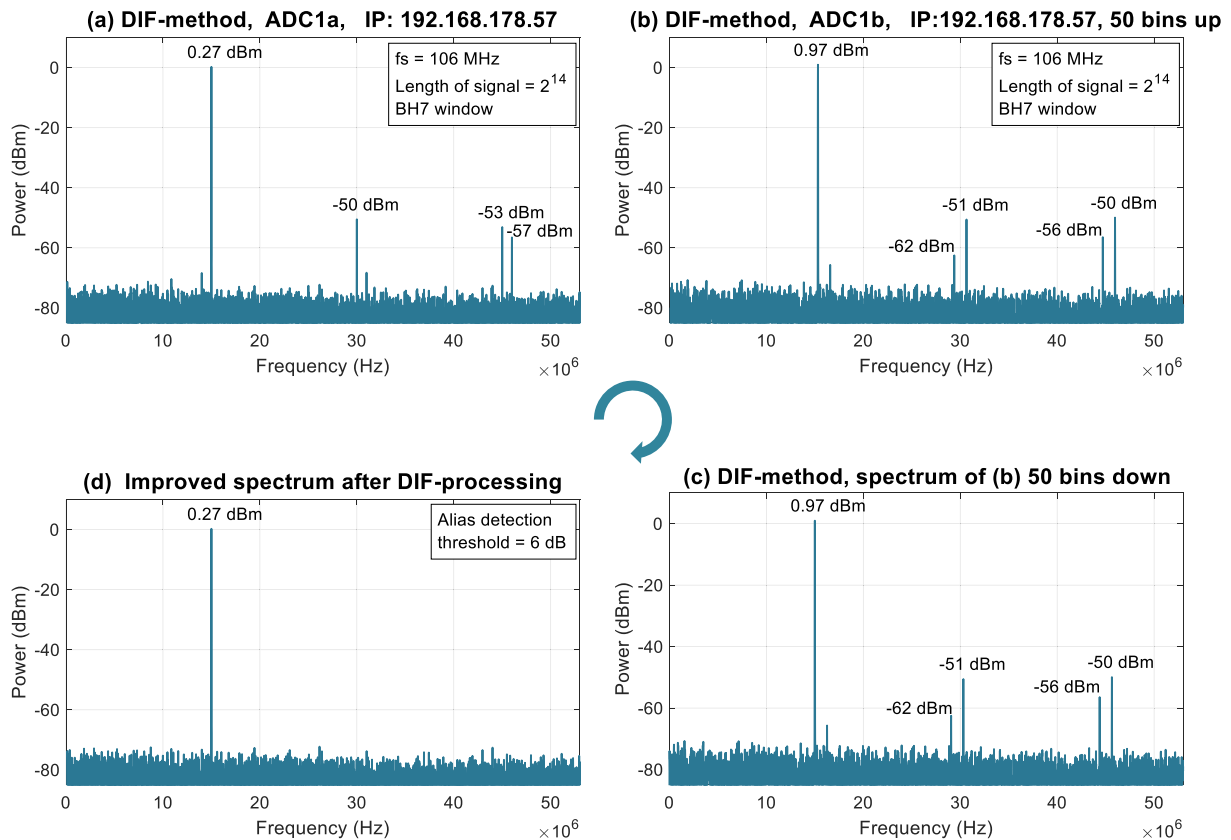 (a) DIF-method, ADC1a, IP: 192.168.178.57
0.27 dBm
fs = 106 MHz
Length of signal = 2^14
BH7 window
-50 dBm
-53 dBm
-57 dBm
0
-20
-40
-60
-80
Power (dBm)
0 10 20 30 40 50
Frequency (Hz)
×10^6
(b) DIF-method, ADC1b, IP:192.168.178.57, 50 bins up
0.97 dBm
fs = 106 MHz
Length of signal = 2^14
BH7 window
-62 dBm
-51 dBm
-56 dBm
-50 dBm
0
-20
-40
-60
-80
Power (dBm)
0 10 20 30 40 50
Frequency (Hz)
×10^6
(d) Improved spectrum after DIF-processing
0.27 dBm
Alias detection
threshold = 6 dB
0
-20
-40
-60
-80
Power (dBm)
0 10 20 30 40 50
Frequency (Hz)
×10^6
(c) DIF-method, spectrum of (b) 50 bins down
0.97 dBm
-62 dBm
-51 dBm
-56 dBm
-50 dBm
0
-20
-40
-60
-80
Power (dBm)
0 10 20 30 40 50
Frequency (Hz)
×10^6